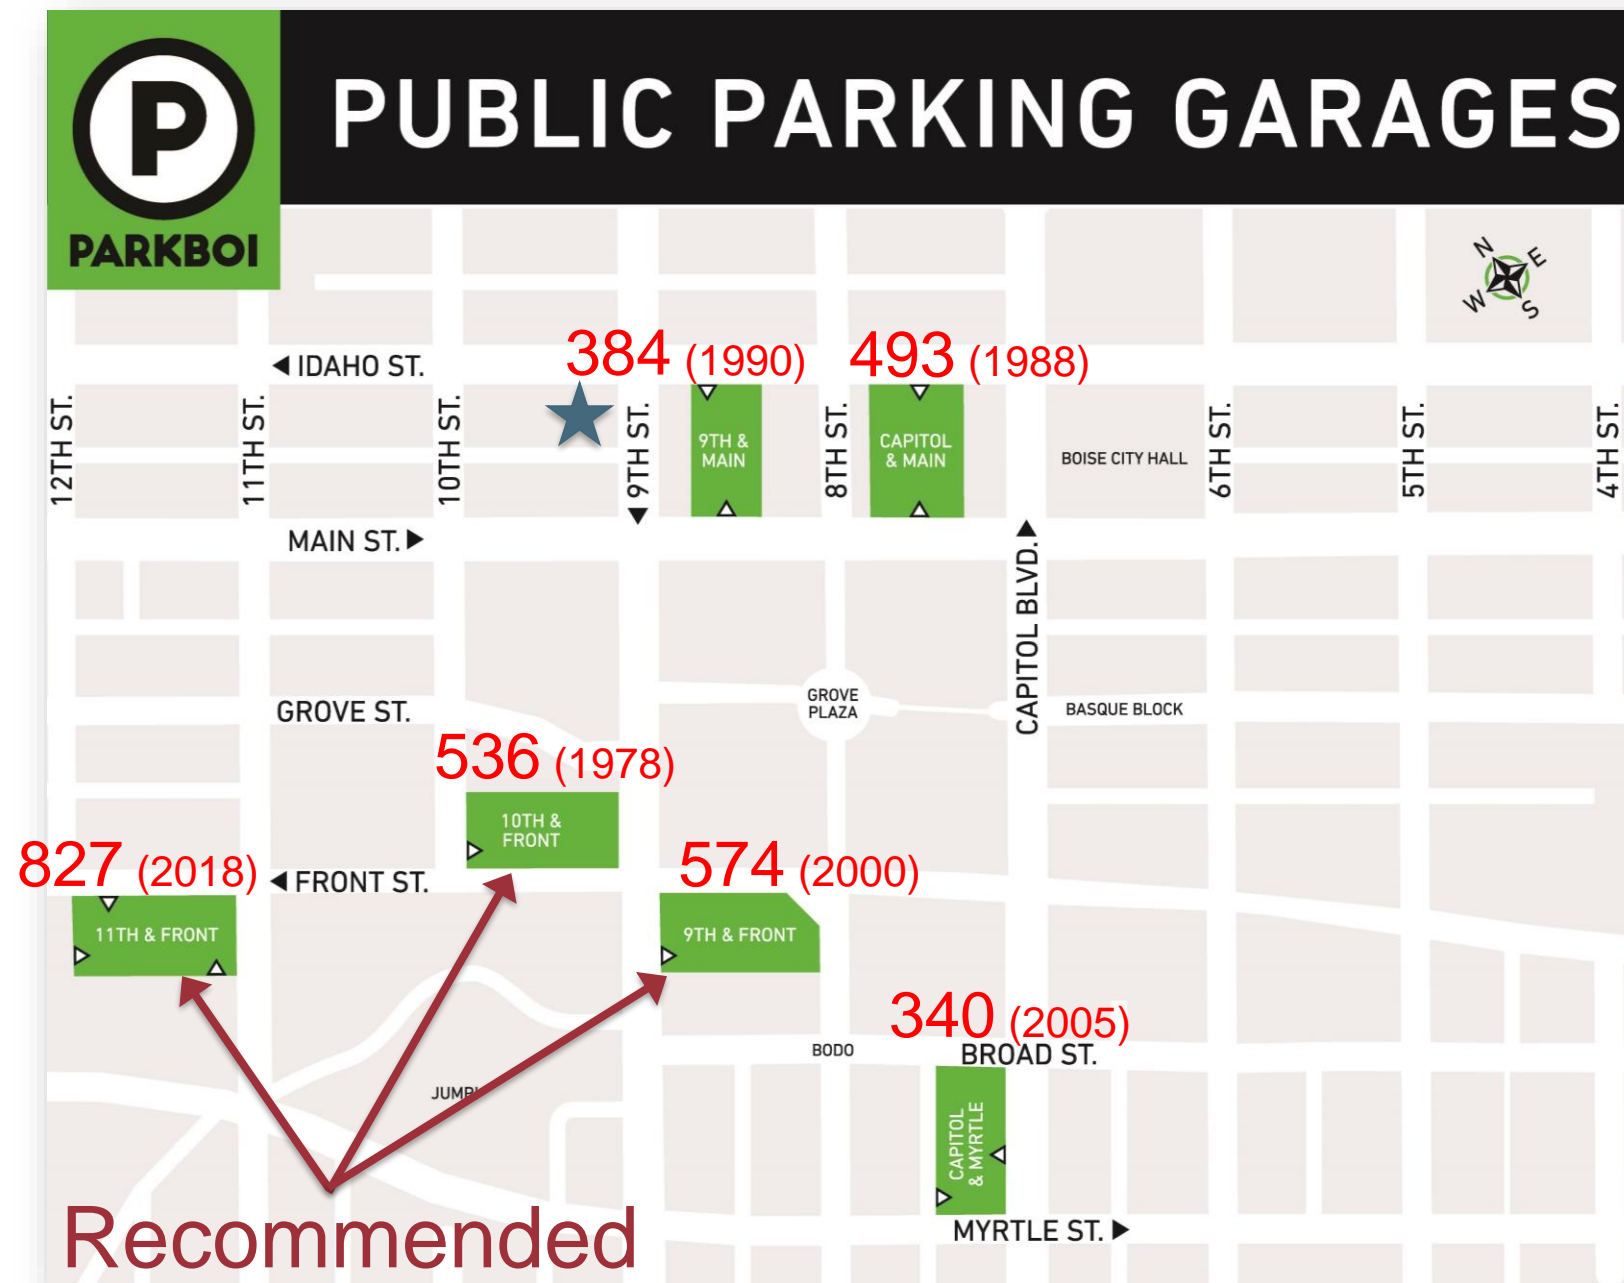 P
PARKBOI
PUBLIC PARKING GARAGES
N
E
W
S
◀ IDAHO ST.
384 (1990)
493 (1988)
12TH ST.
11TH ST.
10TH ST.
9TH ST.
8TH ST.
6TH ST.
5TH ST.
4TH ST.
9TH &
MAIN
CAPITOL
& MAIN
BOISE CITY HALL
MAIN ST. ▶
CAPITOL BLVD.
GROVE ST.
GROVE
PLAZA
BASQUE BLOCK
536 (1978)
10TH &
FRONT
827 (2018)
◀ FRONT ST.
574 (2000)
11TH & FRONT
9TH & FRONT
340 (2005)
BODO
BROAD ST.
CAPITOL
& MYRTLE
MYRTLE ST. ▶
Recommended